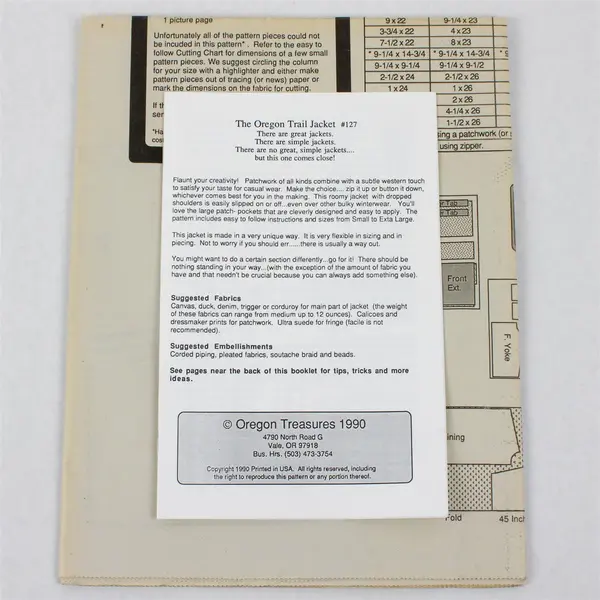 1 picture page
Unfortunately all of the pattern pieces could not
be incuded in this pattern*. Refer to the easy to
follow Cutting Chart for dimensions of a few small
pattern pieces. We suggest circling the column
for your size with a highlighter and either make
pattern pieces out of tracing (or news) paper or
mark the dimensions on the fabric for cutting.
If th
ser
*Ha
cos
9 x 22 9-1/4 x 23
3-3/4 x 22 4 x 23
7-1/2 x 22 8 x 23
* 9-1/4 x 14-3/4 * 9-1/4 x 14-3/4
9-1/4 x 9-1/4 9-1/2 x 9-1/2
2-1/2 x 24 2-1/2 x 26
1 x 24 1 x 26
2 x 26
4-1/4 x 26
1-1/2 x 26
ing a patchwork (or s
using zipper.
er Tab
r Tab
Front
Ext.
F. Yoke
ining
Fold
45 Inch
The Oregon Trail Jacket #127
There are great jackets.
There are simple jackets.
There are no great, simple jackets....
but this one comes close!
Flaunt your creativity! Patchwork of all kinds combine with a subtle western touch
to satisfy your taste for casual wear. Make the choice.... zip it up or button it down,
whichever comes best for you in the making. This roomy jacket with dropped
shoulders is easily slipped on or off...even over other bulky winterwear. You'll
love the large patch- pockets that are cleverly designed and easy to apply. The
pattern includes easy to follow instructions and sizes from Small to Exta Large.
This jacket is made in a very unique way. It is very flexible in sizing and in
piecing. Not to worry if you should err.....there is usually a way out.
You might want to do a certain section differently...go for it! There should be
nothing standing in your way...(with the exception of the amount of fabric you
have and that needn't be crucial because you can always add something else).
Suggested Fabrics
Canvas, duck, denim, trigger or corduroy for main part of jacket (the weight
of these fabrics can range from medium up to 12 ounces). Calicoes and
dressmaker prints for patchwork. Ultra suede for fringe (facile is not
recommended).
Suggested Embellishments
Corded piping, pleated fabrics, soutache braid and beads.
See pages near the back of this booklet for tips, tricks and more
ideas.
© Oregon Treasures 1990
4790 North Road G
Vale, OR 97918
Bus. Hrs. (503) 473-3754
Copyright 1990 Printed in USA. All rights reserved, including
the right to reproduce this pattern or any portion thereof.